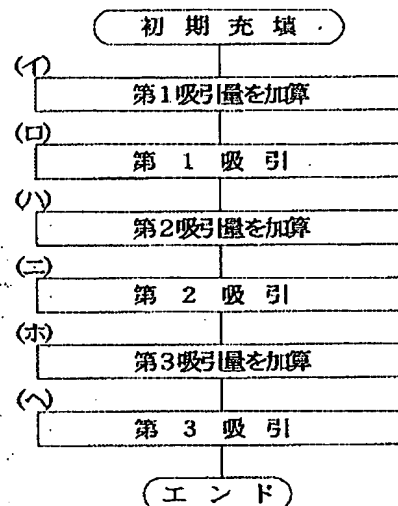 初期充填
(イ)
第1吸引量を加算
(ロ)
第1吸引
(ハ)
第2吸引量を加算
(ニ)
第2吸引
(ホ)
第3吸引量を加算
(ヘ)
第3吸引
エンド